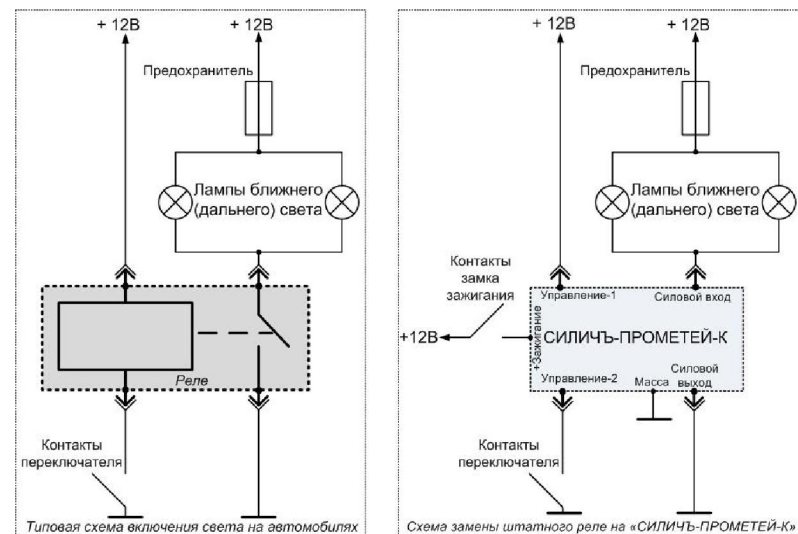 + 12В
+ 12В
Предохранитель
Лампы ближнего
(дальнего) света
Реле
Контакты
переключателя
Типовая схема включения света на автомобилях
+ 12В
+ 12В
Предохранитель
Лампы ближнего
(дальнего) света
Контакты
замка
зажигания
+12В
Управление-1
Силовой вход
+Зажигание
СИЛИЧЪ-ПРОМЕТЕЙ-К
Управление-2
Масса
Силовой
выход
Контакты
переключателя
Схема замены штатного реле на «СИЛИЧЪ-ПРОМЕТЕЙ-К»